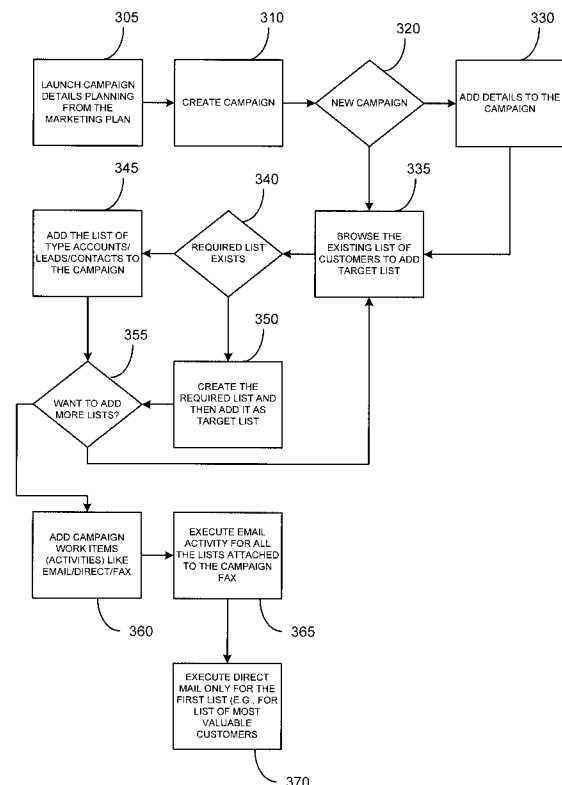 305
310
320
330
LAUNCH CAMPAIGN
DETAILS PLANNING
FROM THE
MARKETING PLAN
CREATE CAMPAIGN
NEW CAMPAIGN
ADD DETAILS TO THE
CAMPAIGN
345
340
335
ADD THE LIST OF
TYPE ACCOUNTS/
LEADS/CONTACTS TO
THE CAMPAIGN
REQUIRED LIST
EXISTS
BROWSE THE
EXISTING LIST OF
CUSTOMERS TO ADD
TARGET LIST
355
350
WANT TO ADD
MORE LISTS?
CREATE THE
REQUIRED LIST AND
THEN ADD IT AS
TARGET LIST
ADD CAMPAIGN
WORK ITEMS
(ACTIVITIES) LIKE
EMAIL/DIRECT/FAX
EXECUTE EMAIL
ACTIVITY FOR ALL
THE LISTS ATTACHED
TO THE CAMPAIGN
FAX
360
365
EXECUTE DIRECT
MAIL ONLY FOR THE
FIRST LIST (E.G., FOR
LIST OF MOST
VALUABLE
CUSTOMERS
370